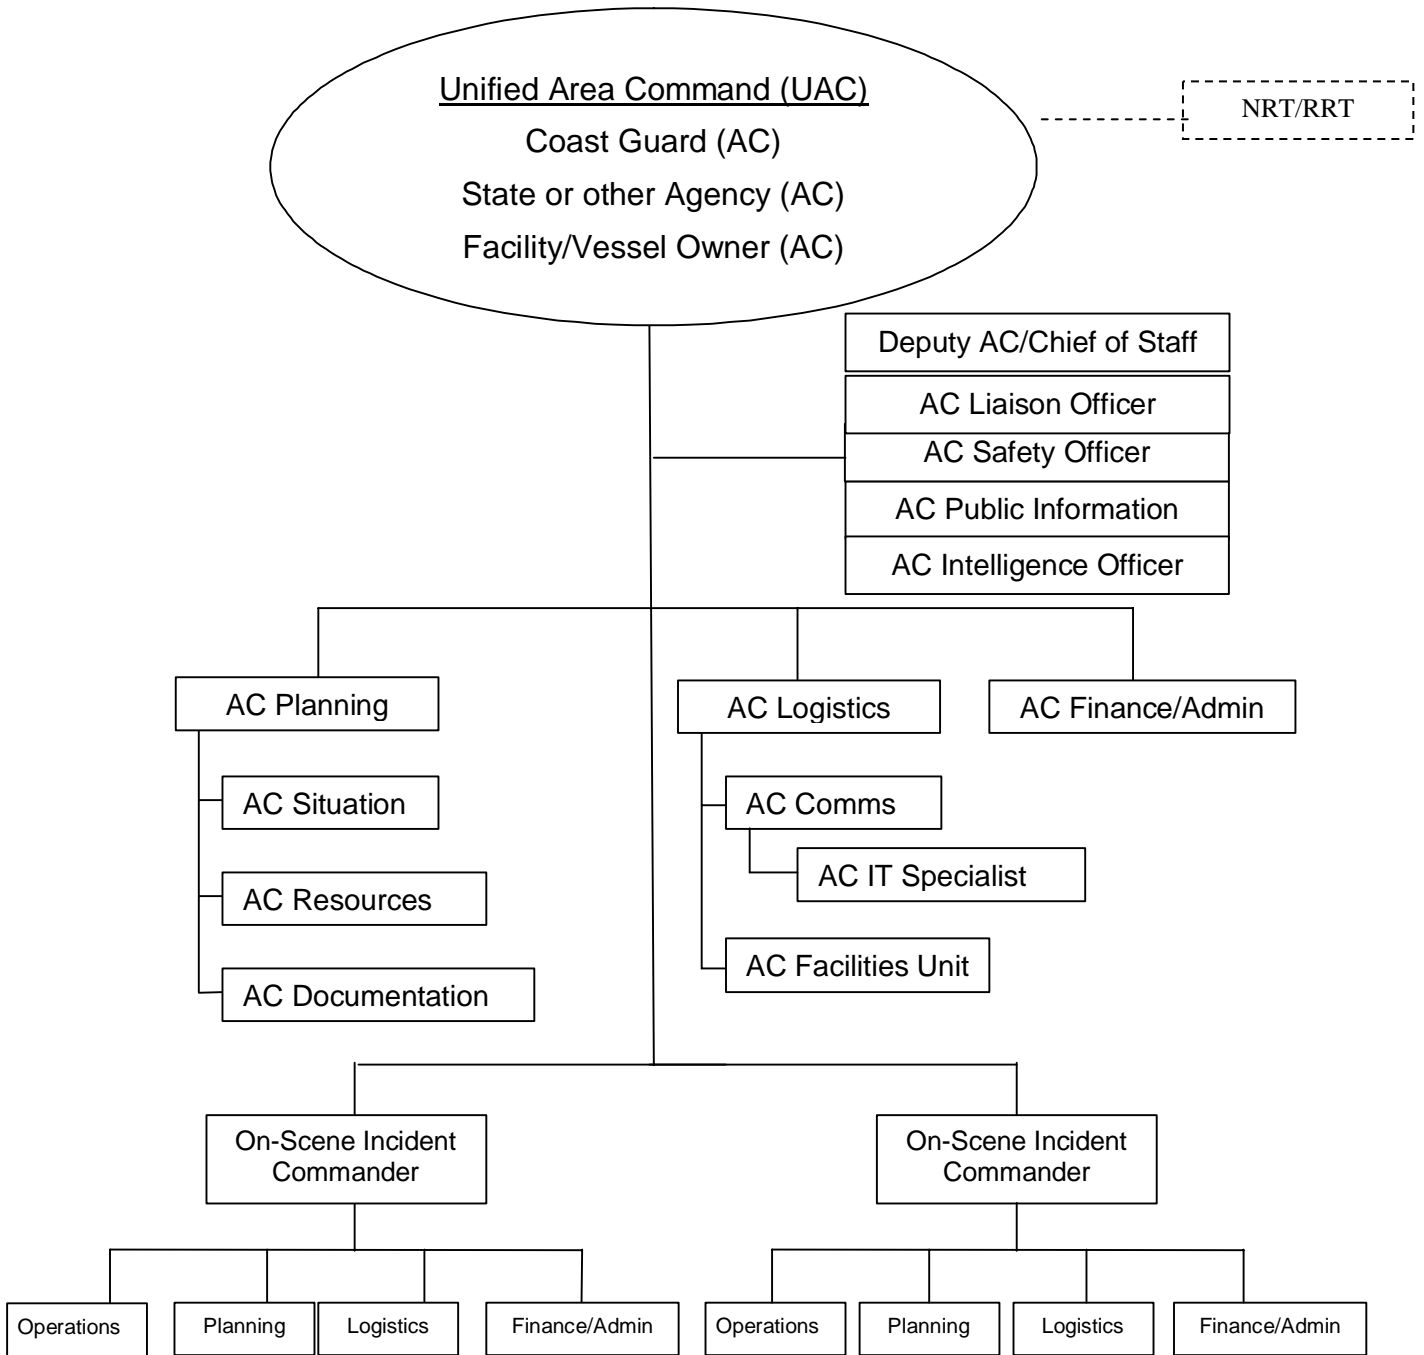 Unified Area Command (UAC)
Coast Guard (AC)
State or other Agency (AC)
Facility/Vessel Owner (AC)
NRT/RRT
Deputy AC/Chief of Staff
AC Liaison Officer
AC Safety Officer
AC Public Information
AC Intelligence Officer
AC Planning
AC Logistics
AC Finance/Admin
AC Situation
AC Resources
AC Documentation
AC Comms
AC IT Specialist
AC Facilities Unit
On-Scene Incident
Commander
On-Scene Incident
Commander
Operations
Planning
Logistics
Finance/Admin
Operations
Planning
Logistics
Finance/Admin